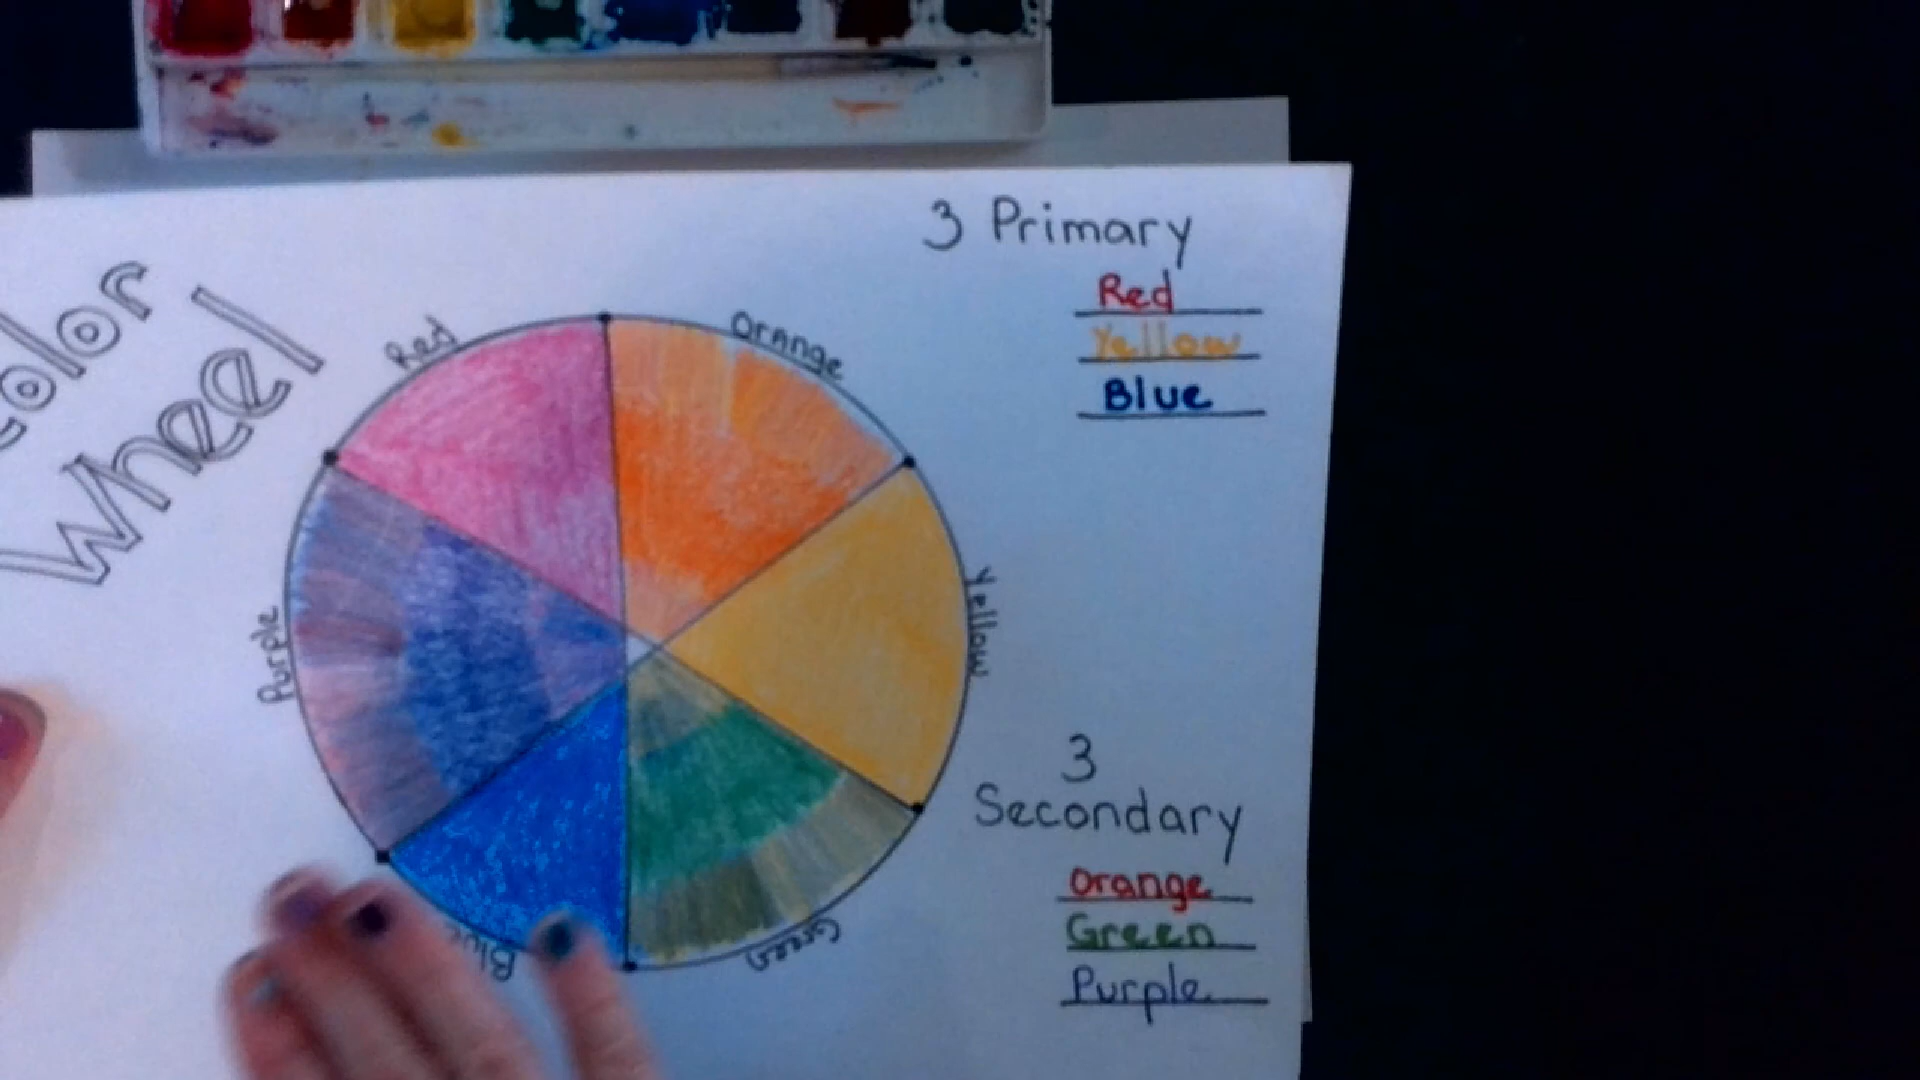 Color
Wheel
3 Primary
Red
Yellow
Blue
Red
Orange
Yellow
Green
Blue
Purple
3
Secondary
Orange
Green
Purple